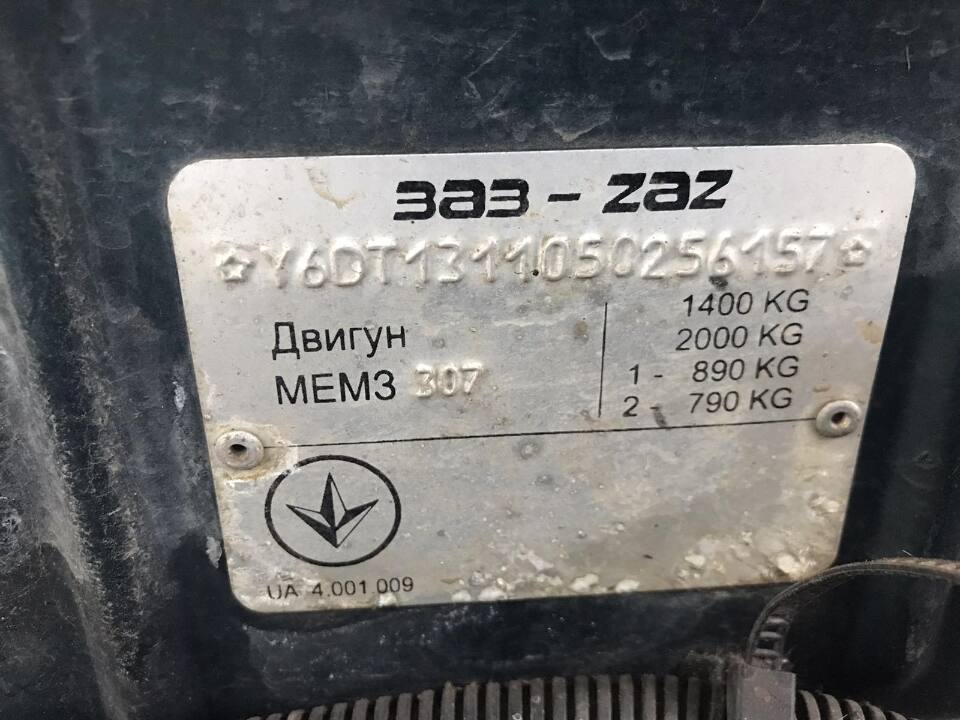 ЗАЗ - ZAZ
☆Y6DT1311050256157☆
Двигун
МЕМЗ 307
1400 KG
2000 KG
1 - 890 KG
2 - 790 KG
UA 4.001.009